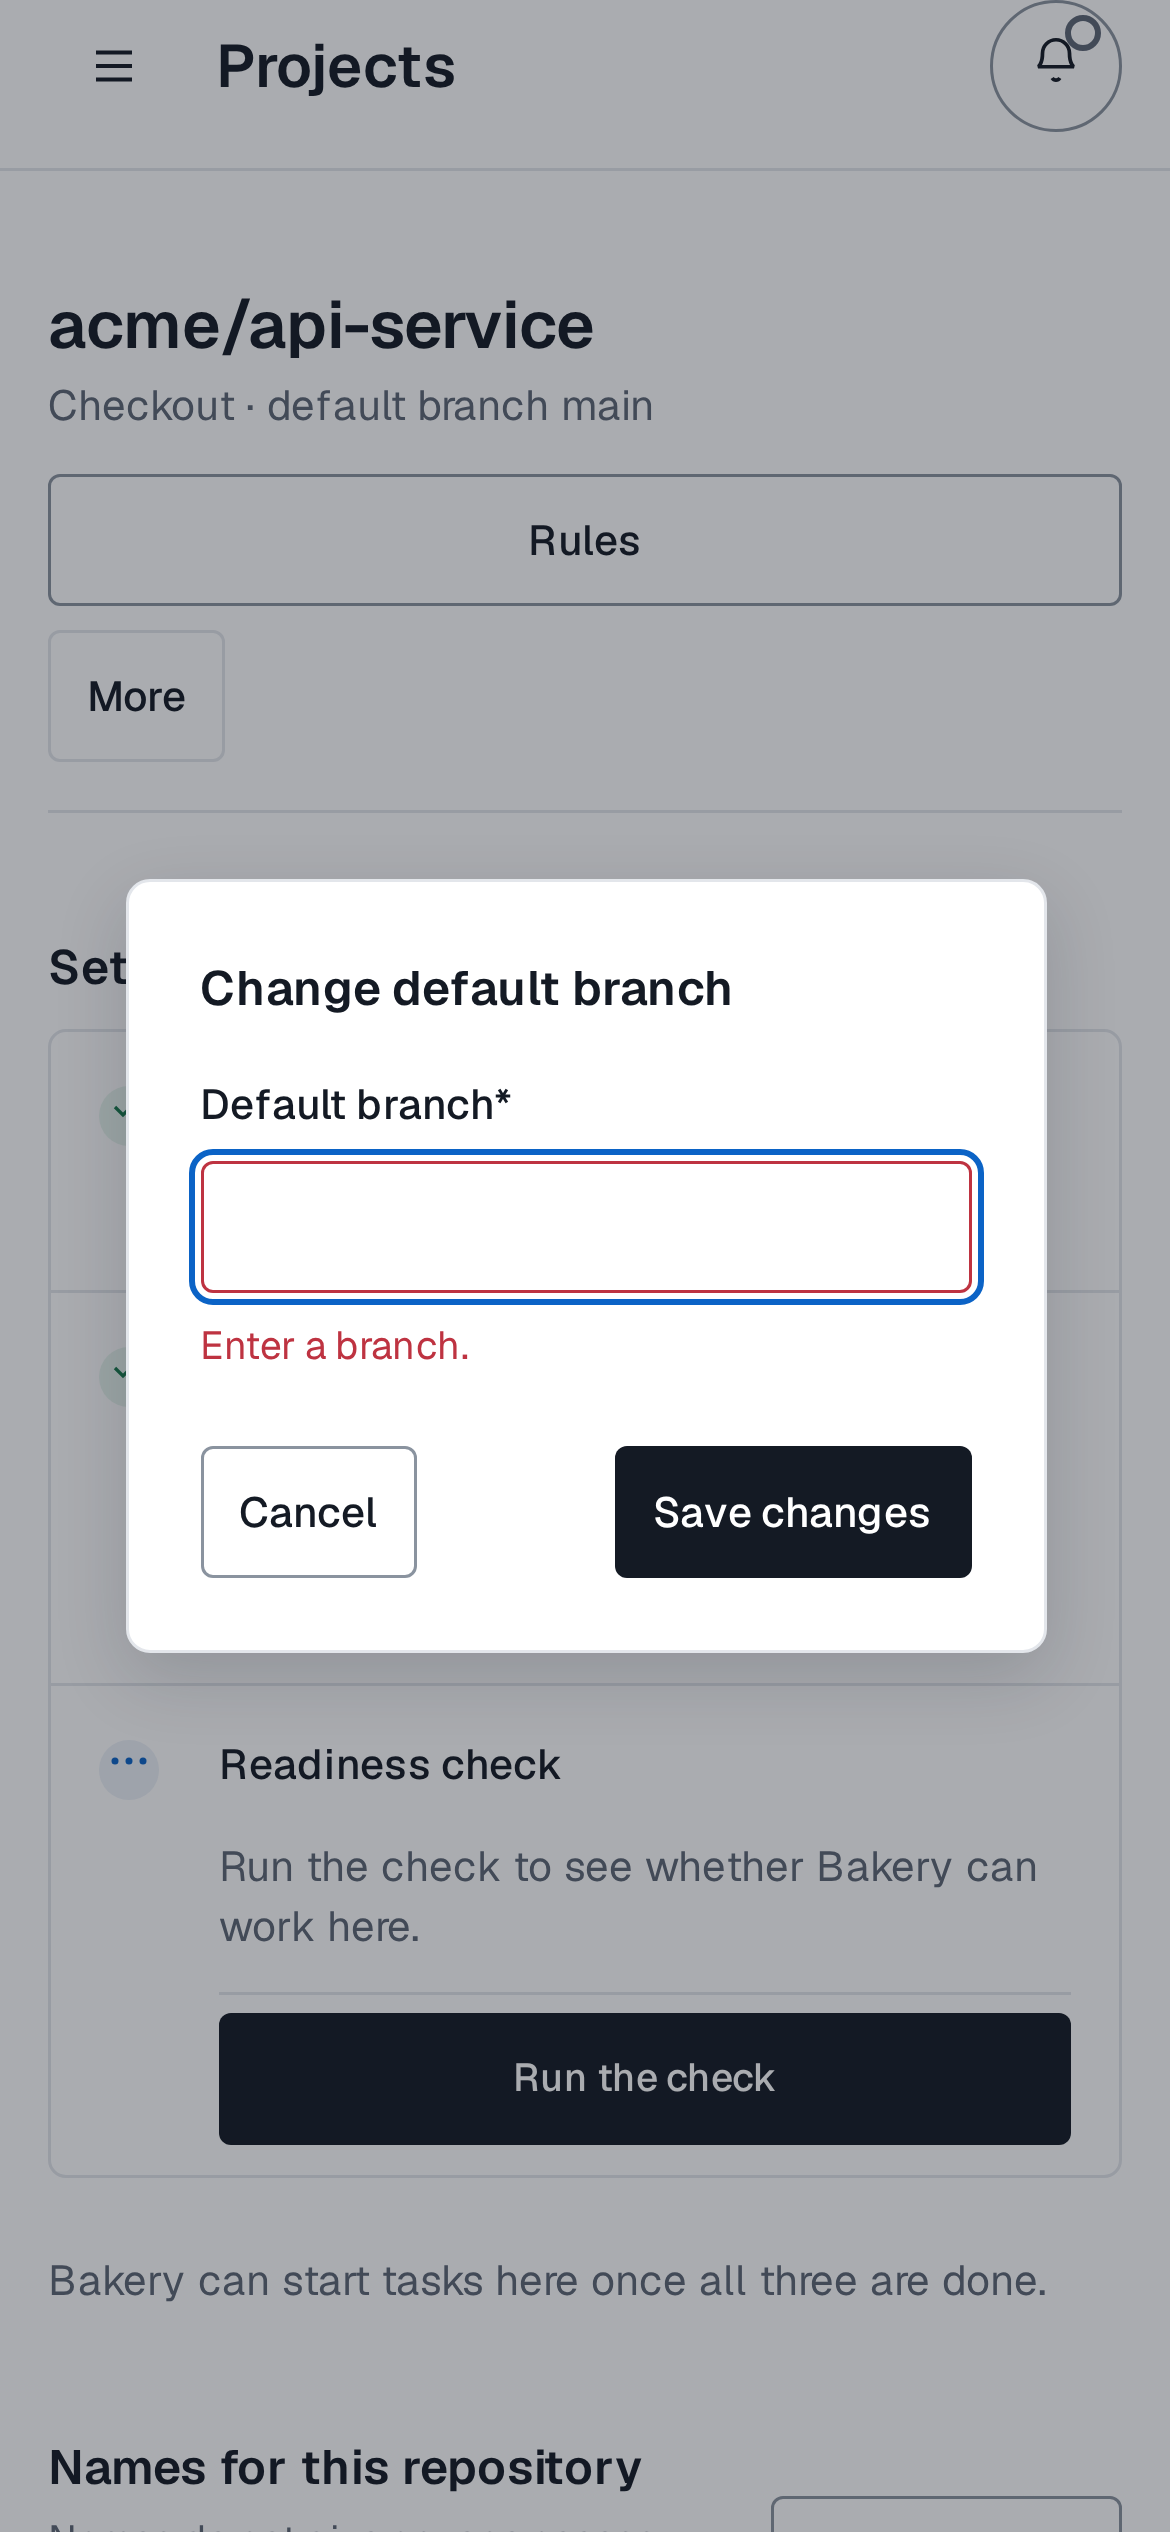 Projects
acme/api-service
Checkout · default branch main
Rules
More
Set
Change default branch
Default branch*
Enter a branch.
Cancel
Save changes
Readiness check
Run the check to see whether Bakery can
work here.
Run the check
Bakery can start tasks here once all three are done.
Names for this repository